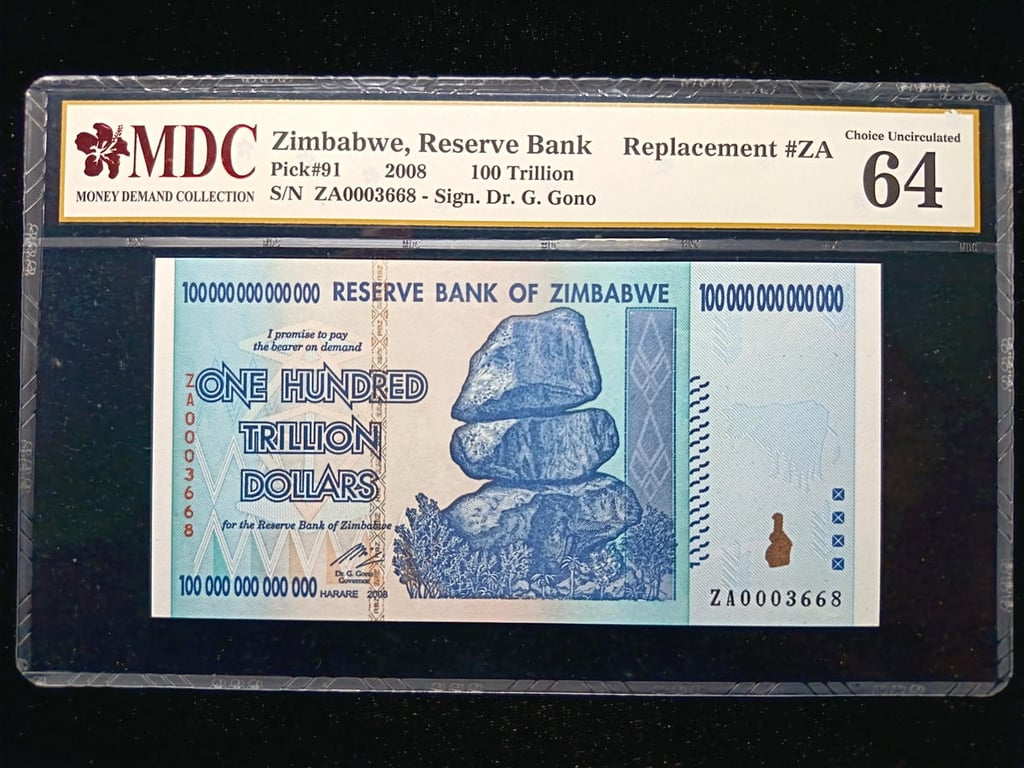 MDC
MONEY DEMAND COLLECTION
Zimbabwe, Reserve Bank Replacement #ZA
Pick#91 2008 100 Trillion
S/N ZA0003668 - Sign. Dr. G. Gono
Choice Uncirculated
64
100 000 000 000 000 RESERVE BANK OF ZIMBABWE 100 000 000 000 000
I promise to pay
the bearer on demand
ONE HUNDRED
TRILLION
DOLLARS
ZA0003668
for the Reserve Bank of Zimbabwe
Dr G. Gono
Governor
100 000 000 000 000 HARARE 2008
ZA0003668